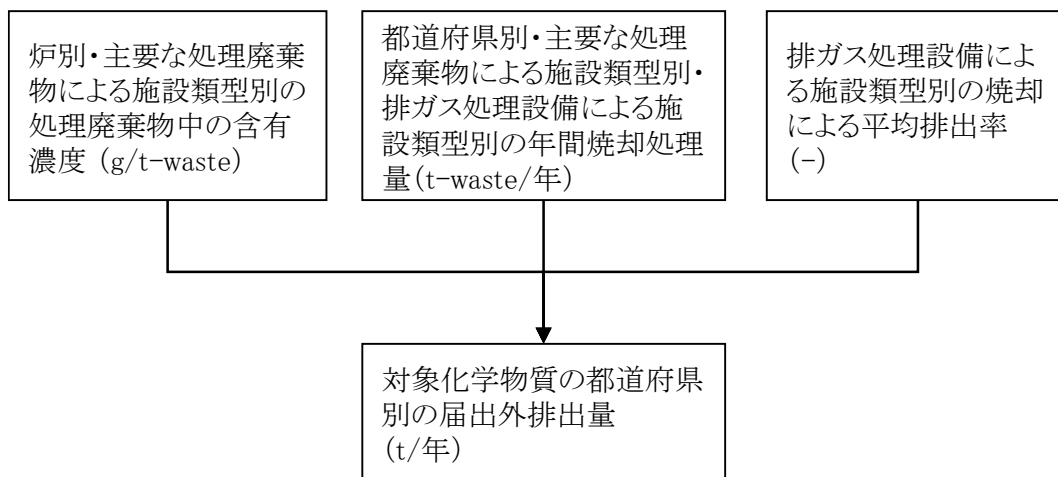 炉別・主要な処理廃棄
物による施設類型別の
処理廃棄物中の含有
濃度 (g/t-waste)
都道府県別・主要な処理
廃棄物による施設類型別・
排ガス処理設備による施
設類型別の年間焼却処理
量(t-waste/年)
排ガス処理設備によ
る施設類型別の焼却
による平均排出率
(-)
対象化学物質の都道府県
別の届出外排出量
(t/年)